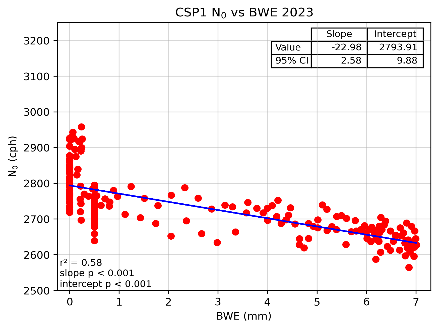 CSP1 N₀ vs BWE 2023
Slope Intercept
Value -22.98 2793.91
95% CI 2.58 9.88
3200
3100
3000
2900
2800
2700
2600
2500
N₀ (cph)
r² = 0.58
slope p < 0.001
intercept p < 0.001
0 1 2 3 4 5 6 7
BWE (mm)